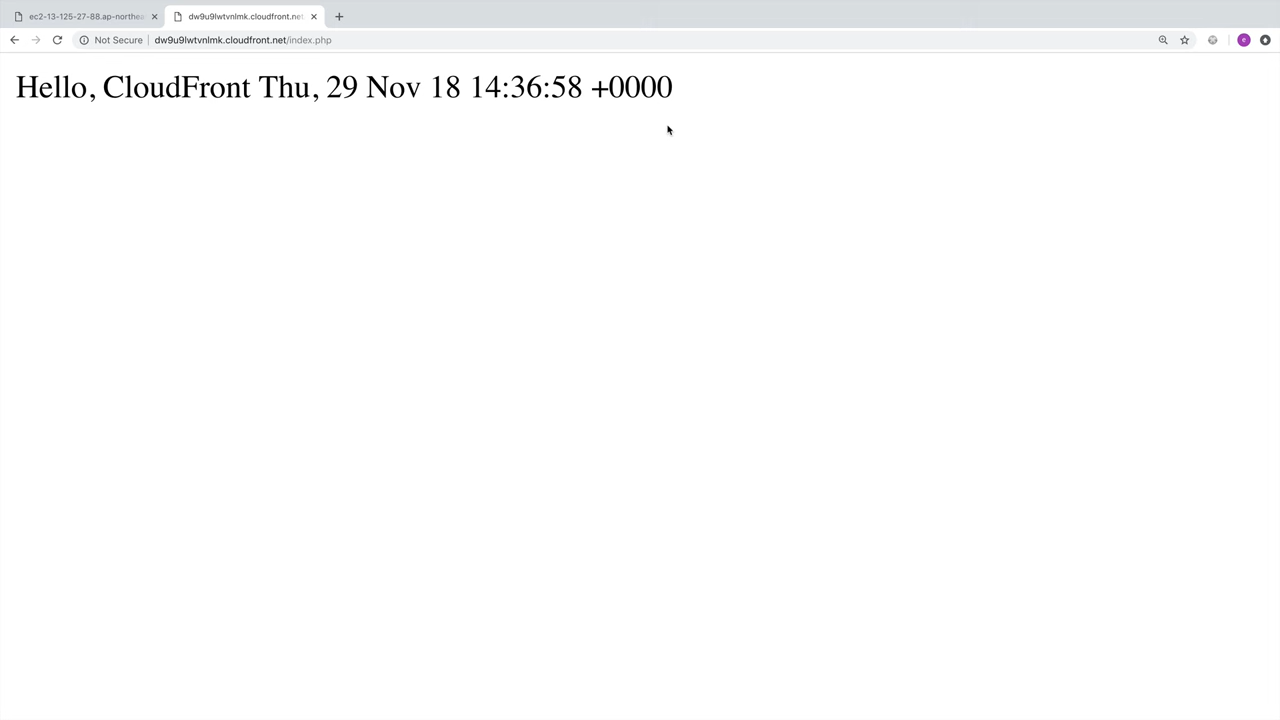 ec2-13-125-27-88.ap-northea
dw9u9lwtvnlmk.cloudfront.net
Not Secure
dw9u9lwtvnlmk.cloudfront.net/index.php
e
Hello, CloudFront Thu, 29 Nov 18 14:36:58 +0000